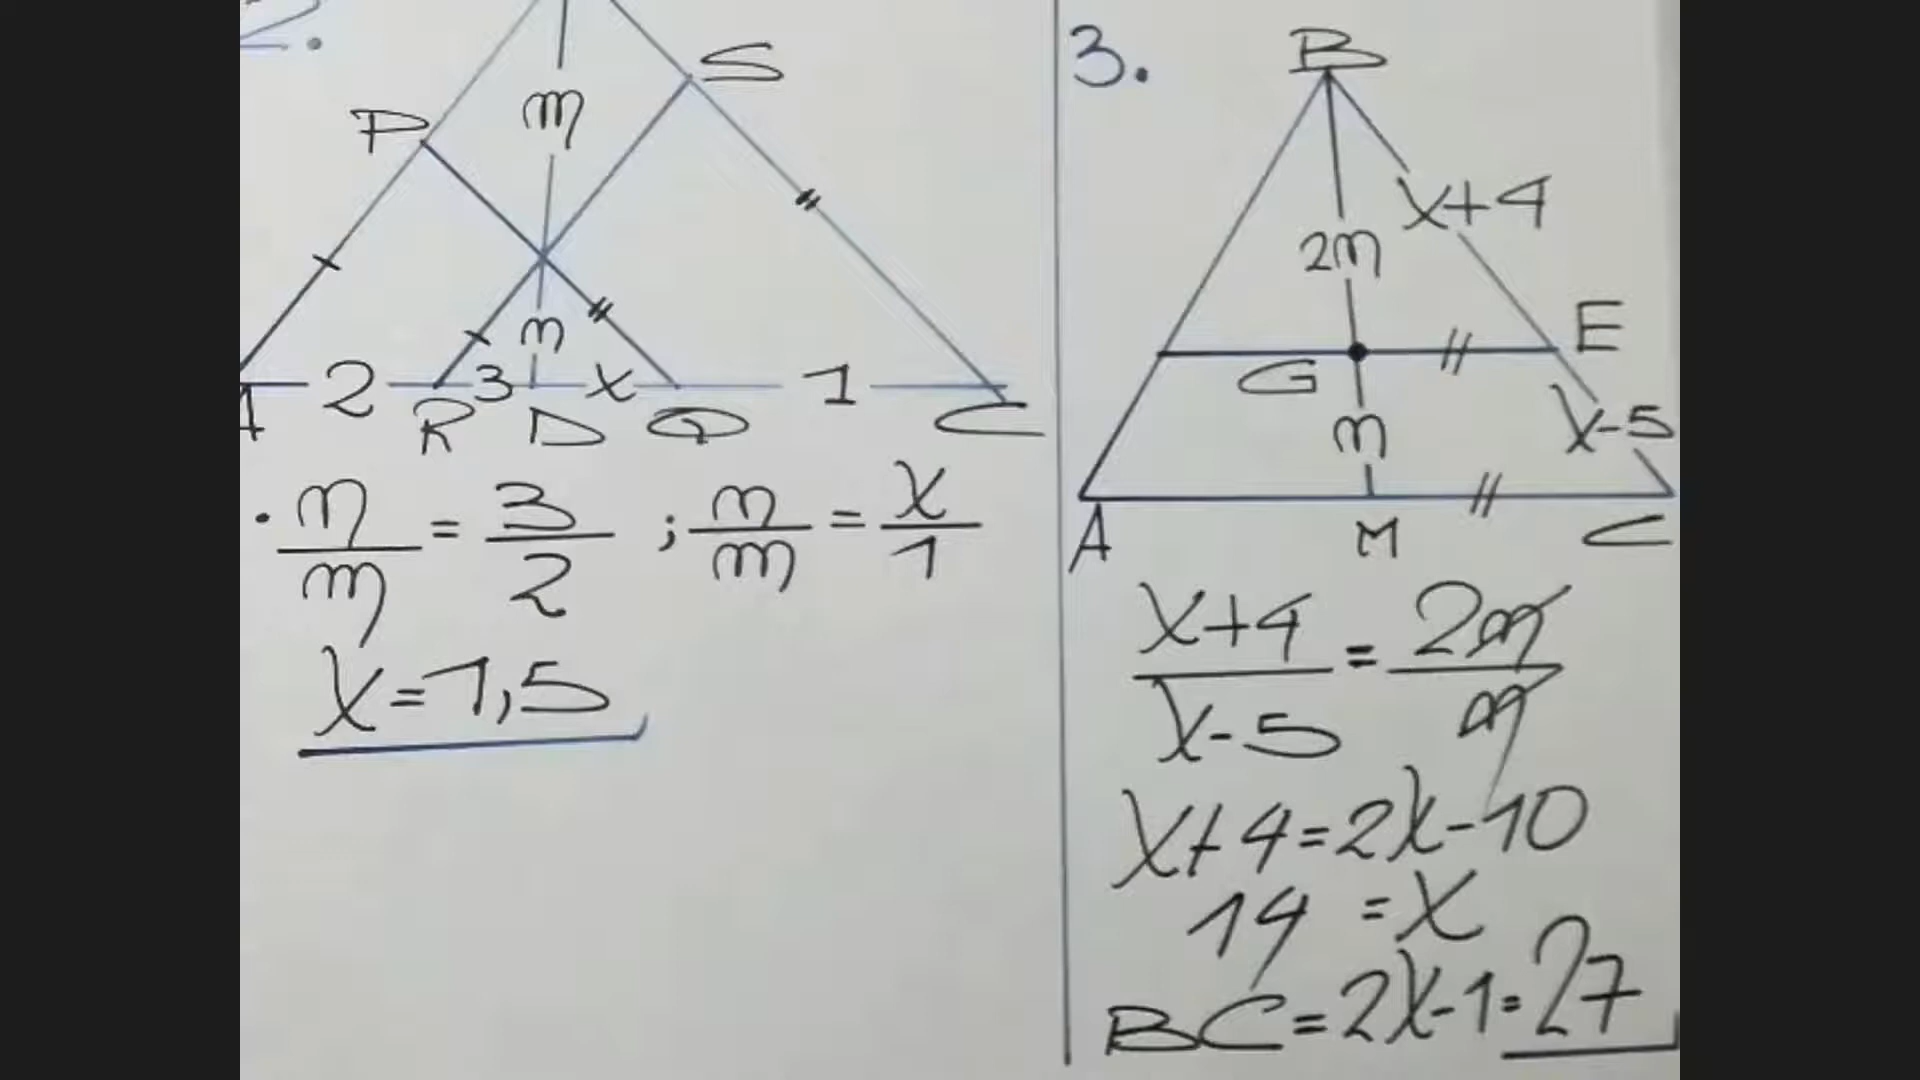 2.
P
S
m
n
A 2 R 3 D x Q 1 C
n/m = 3/2 ; n/m = x/1
x = 1,5
3.
B
x+4
2m
G
E
m
x-5
A
M
C
x+4/x-5 = 2m/m
x+4=2x-10
14 = x
BC=2x-1=27